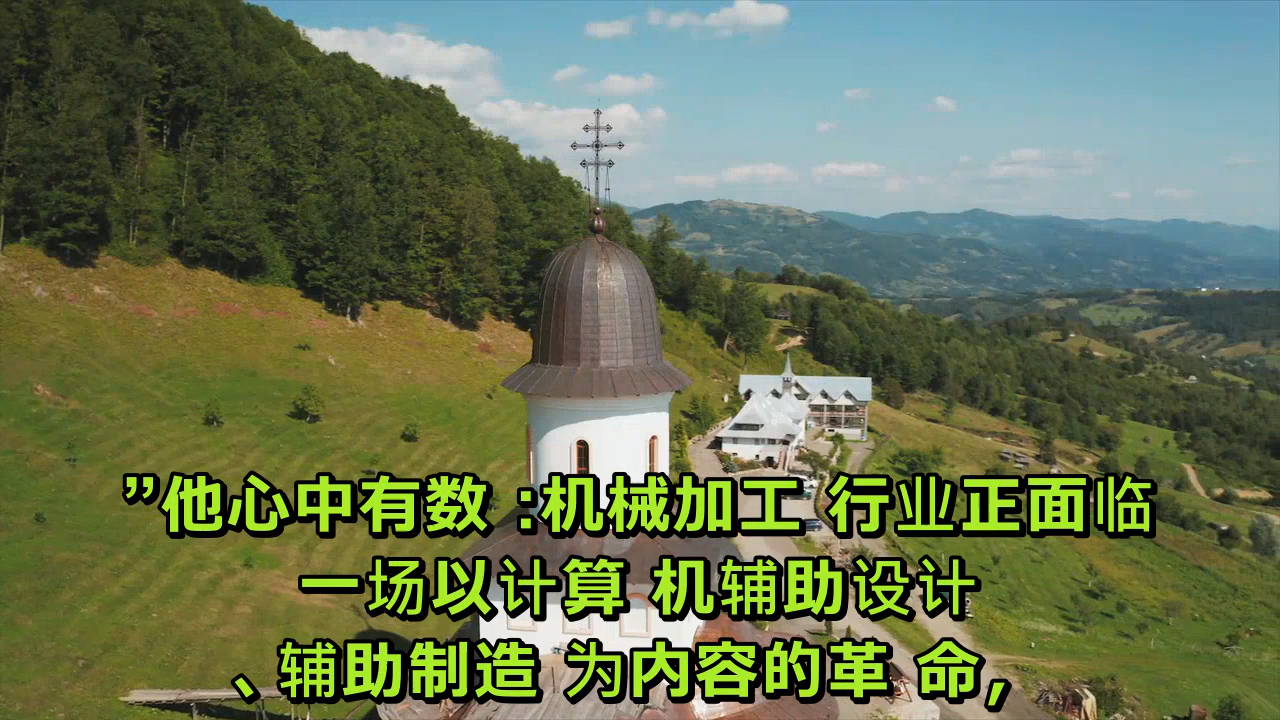 ”他心中有数 :机械加工 行业正面临
一场以计算 机辅助设计
、辅助制造 为内容的革 命,